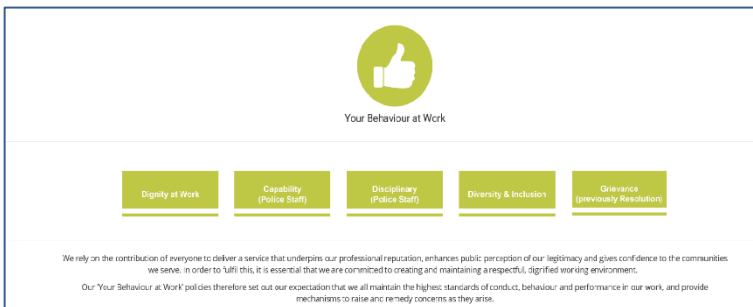 Your Behaviour at Work
Dignity at Work
Capability
(Police Staff)
Disciplinary
(Police Staff)
Diversity & Inclusion
Grievance
(previously Resolution)
We rely on the contribution of everyone to deliver a service that underpins our professional reputation, enhances public perception of our legitimacy and gives confidence to the communities
we serve. In order to fulfil this, it is essential that we are committed to creating and maintaining a respectful, dignified working environment.
Our 'Your Behaviour at Work' policies therefore set out our expectation that we all maintain the highest standards of conduct, behaviour and performance in our work, and provide
mechanisms to raise and remedy concerns as they arise.